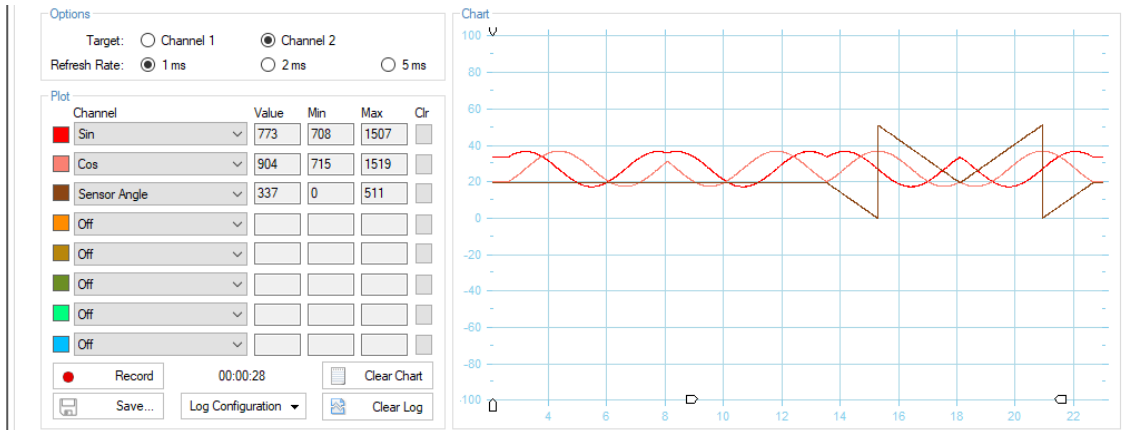 Options
Target: Channel 1 Channel 2
Refresh Rate: 1 ms 2 ms 5 ms
Plot
Channel Value Min Max Clr
Sin 773 708 1507
Cos 904 715 1519
Sensor Angle 337 0 511
Off
Off
Off
Off
Off
Record 00:00:28 Clear Chart
Save... Log Configuration Clear Log
Chart
100
80
60
40
20
0
-20
-40
-60
-80
-100
4 6 8 10 12 14 16 18 20 22